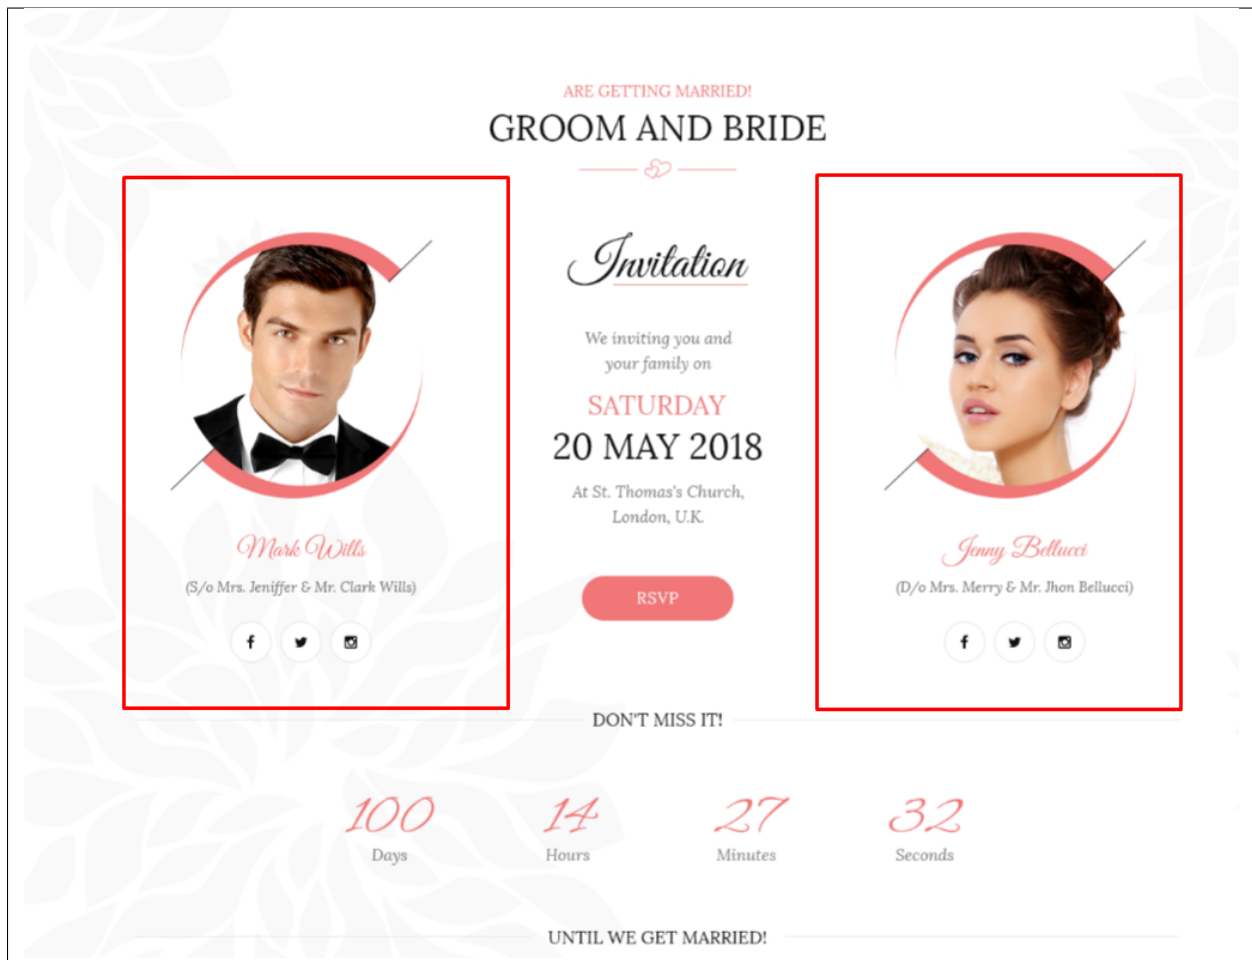 ARE GETTING MARRIED!
GROOM AND BRIDE
Mark Wills
(S/o Mrs. Jeniffer & Mr. Clark Wills)
Invitation
We inviting you and
your family on
SATURDAY
20 MAY 2018
At St. Thomas's Church,
London, U.K.
RSVP
Jenny Bellucci
(D/o Mrs. Merry & Mr. Jhon Bellucci)
DON'T MISS IT!
100 14 27 32
Days Hours Minutes Seconds
UNTIL WE GET MARRIED!